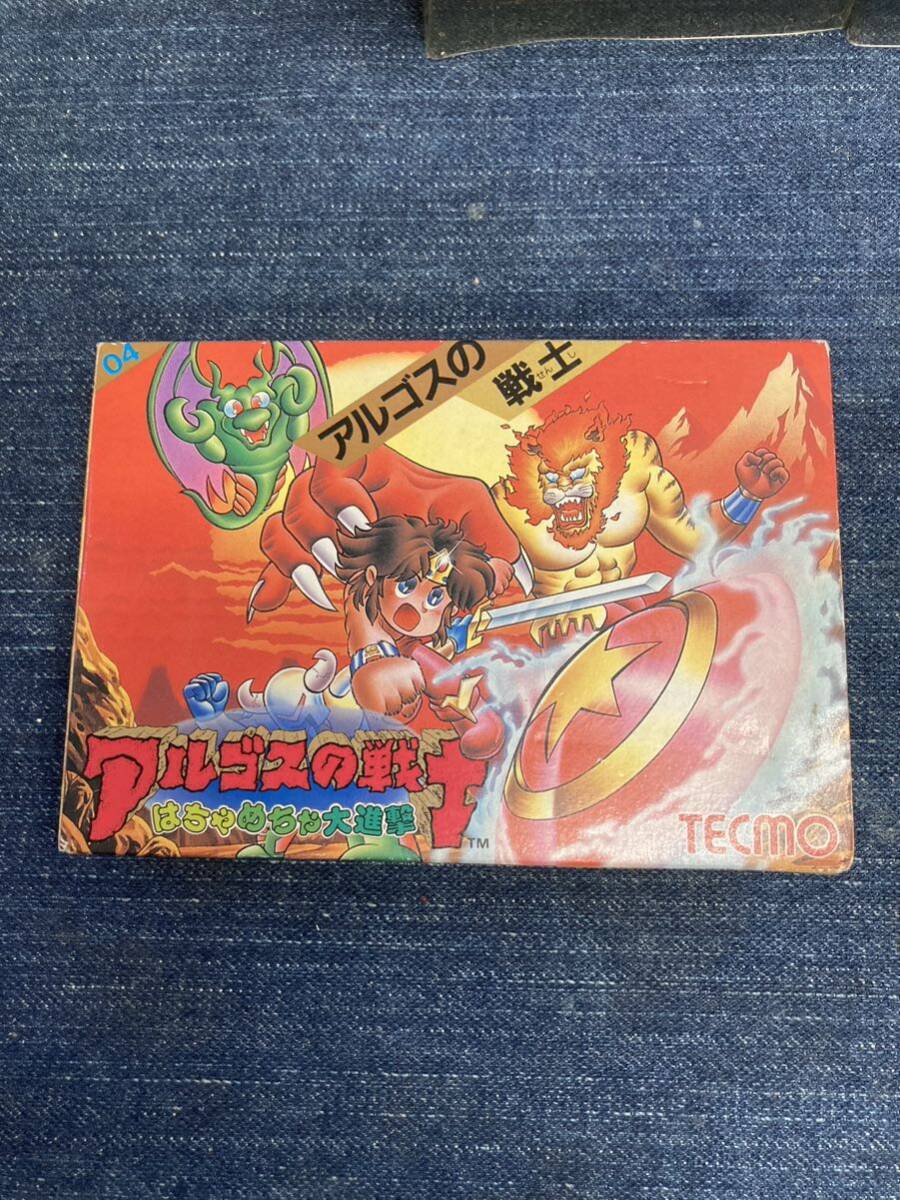 04
アルゴスの
戦士
せんし
アルゴスの戦士
はちゃめちゃ大進撃
TM
TECMO